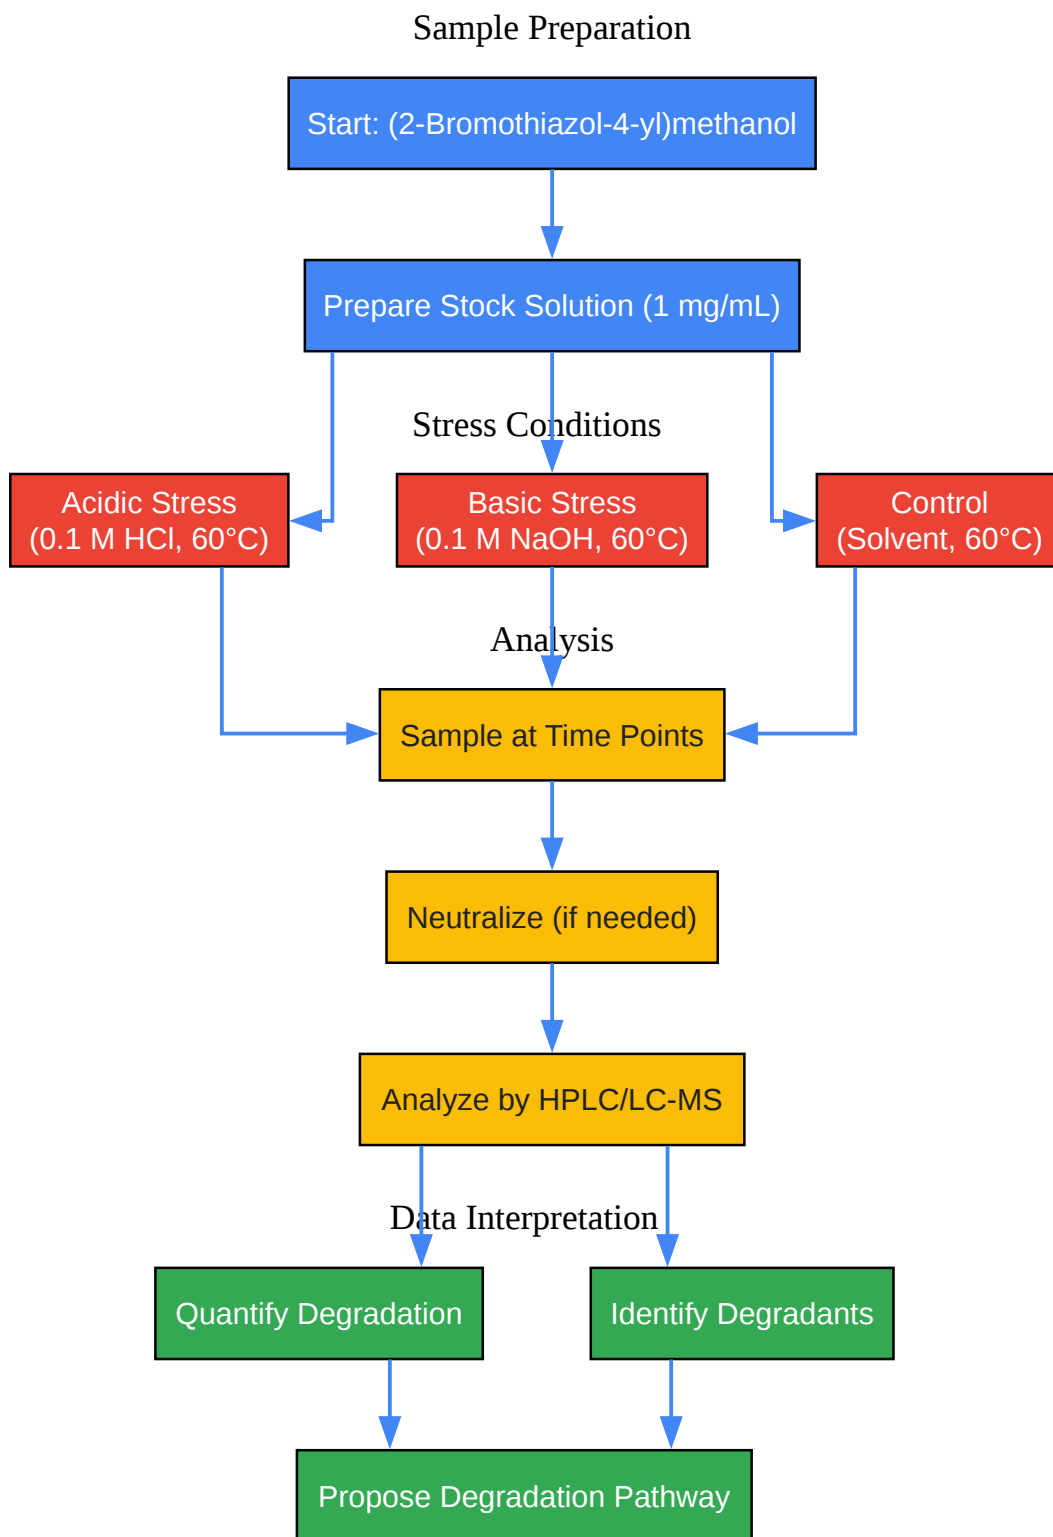 Sample Preparation
Start: (2-Bromothiazol-4-yl)methanol
Prepare Stock Solution (1 mg/mL)
Stress Conditions
Acidic Stress
(0.1 M HCl, 60°C)
Basic Stress
(0.1 M NaOH, 60°C)
Control
(Solvent, 60°C)
Analysis
Sample at Time Points
Neutralize (if needed)
Analyze by HPLC/LC-MS
Data Interpretation
Quantify Degradation
Identify Degradants
Propose Degradation Pathway